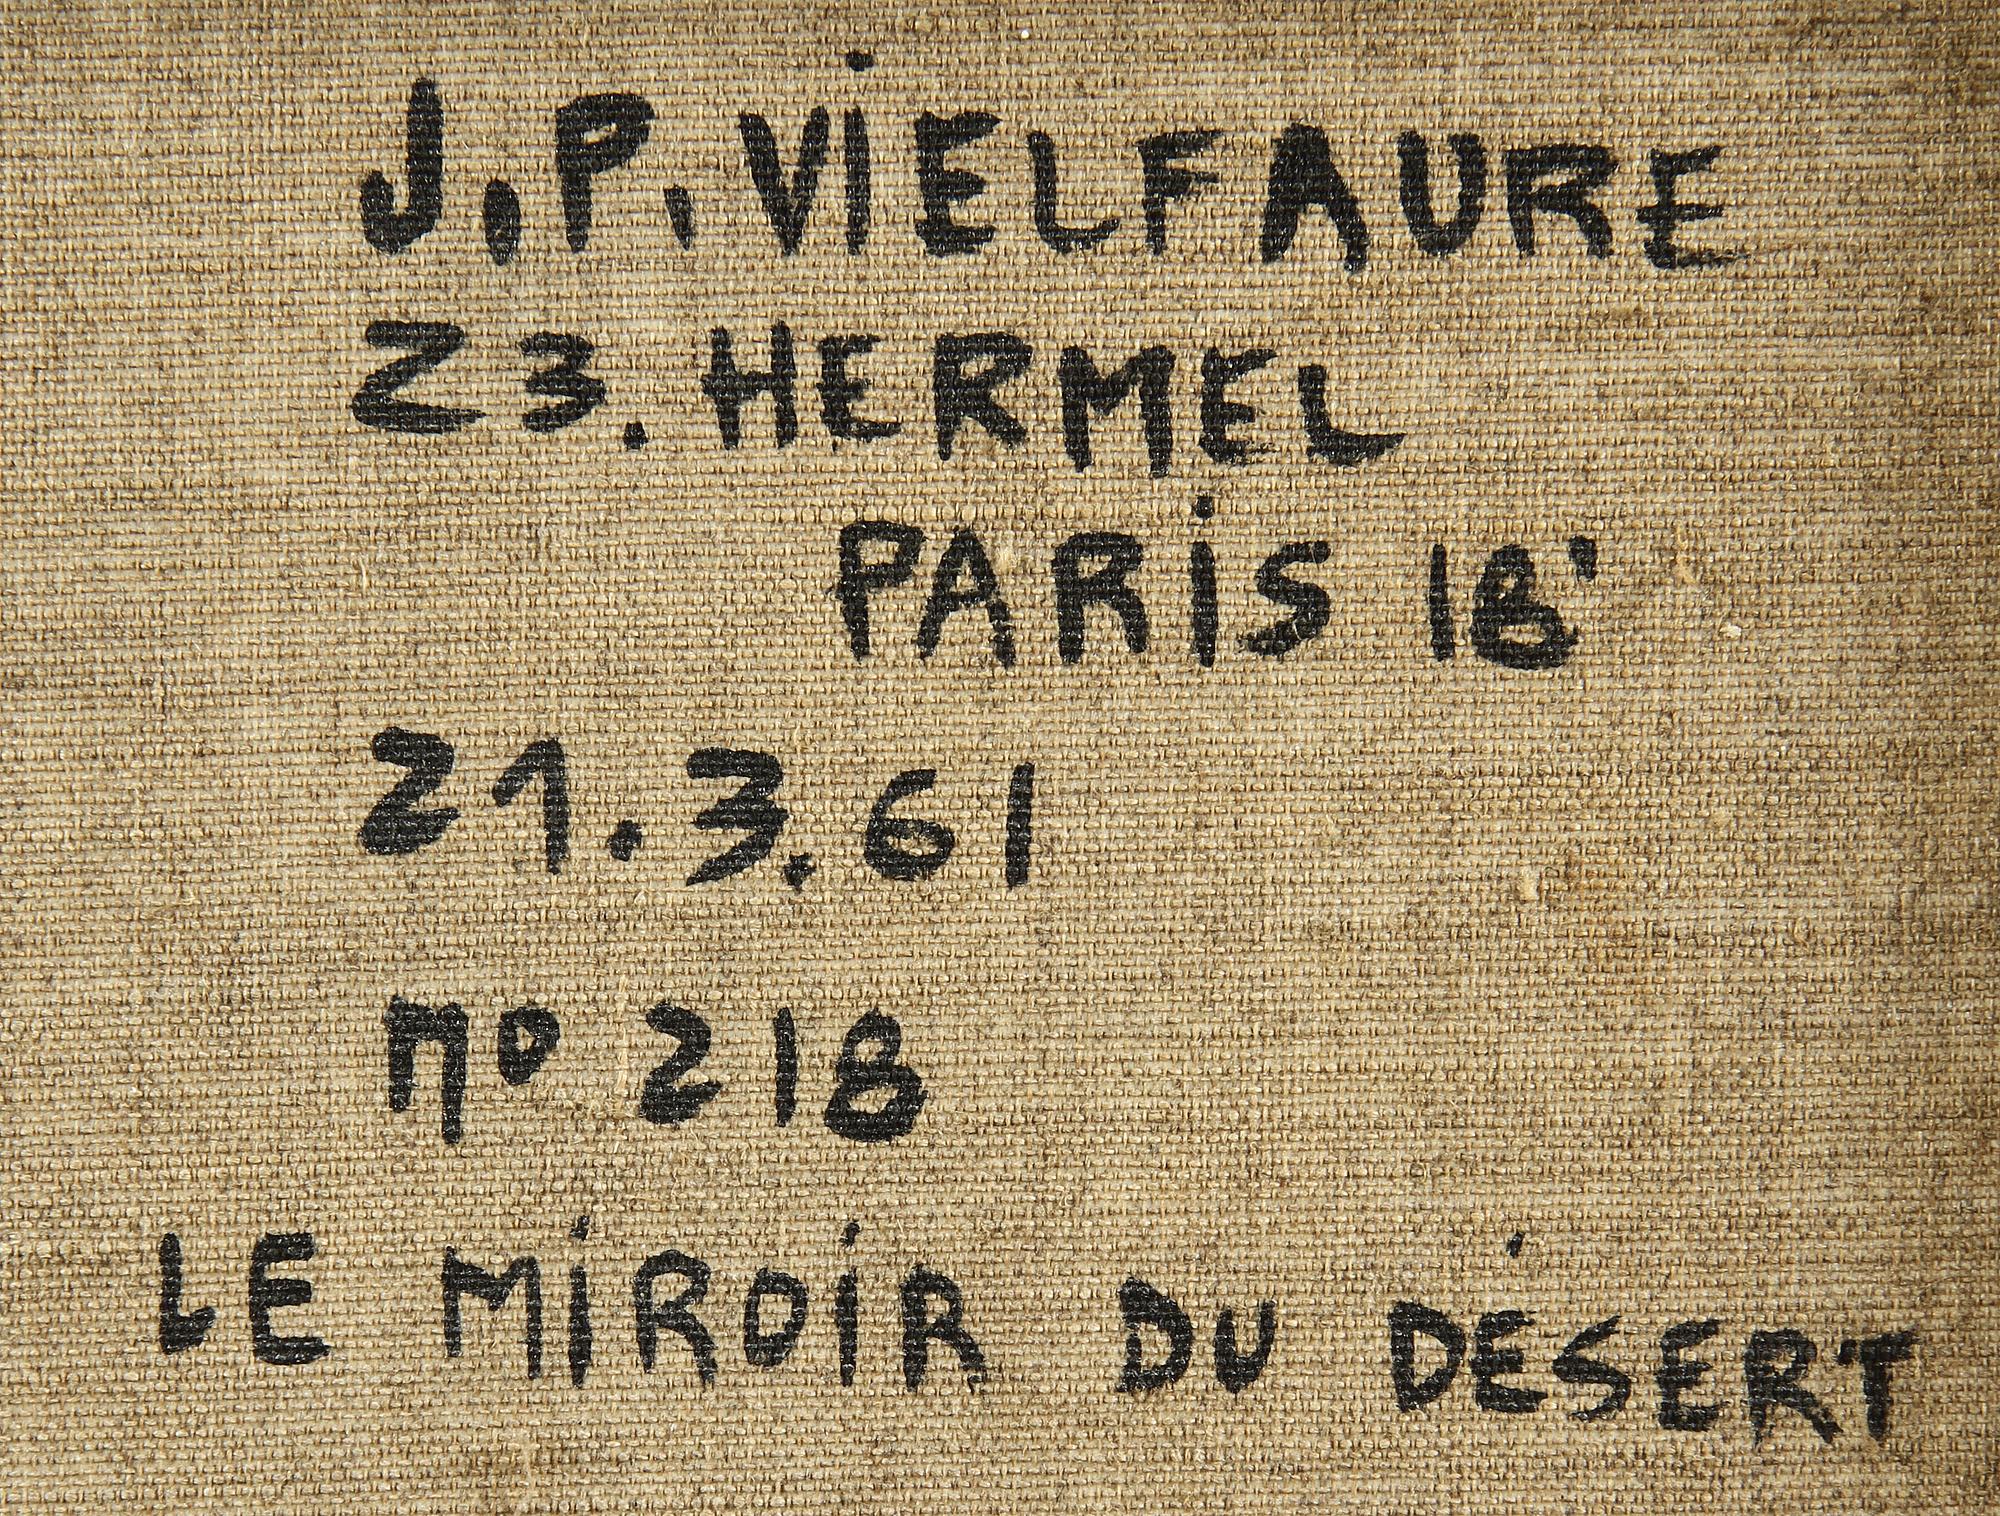 J.P. ViELFAURE
23. HERMEL
PARiS 18'
21.3.61
no 218
LE MiROiR DU DÉSERT